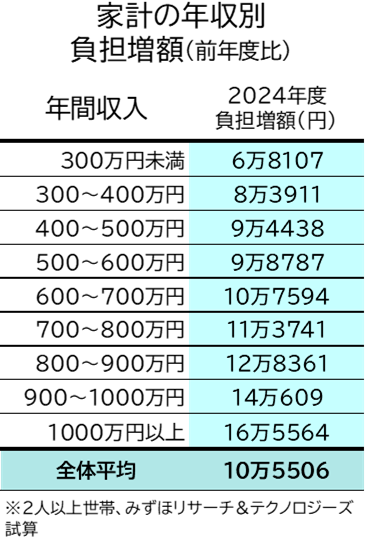 家計の年収別
負担増額(前年度比)
年間収入
2024年度
負担増額(円)
300万円未満 6万8107
300～400万円 8万3911
400～500万円 9万4438
500～600万円 9万8787
600～700万円 10万7594
700～800万円 11万3741
800～900万円 12万8361
900～1000万円 14万609
1000万円以上 16万5564
全体平均 10万5506
※2人以上世帯、みずほリサーチ＆テクノロジーズ
試算